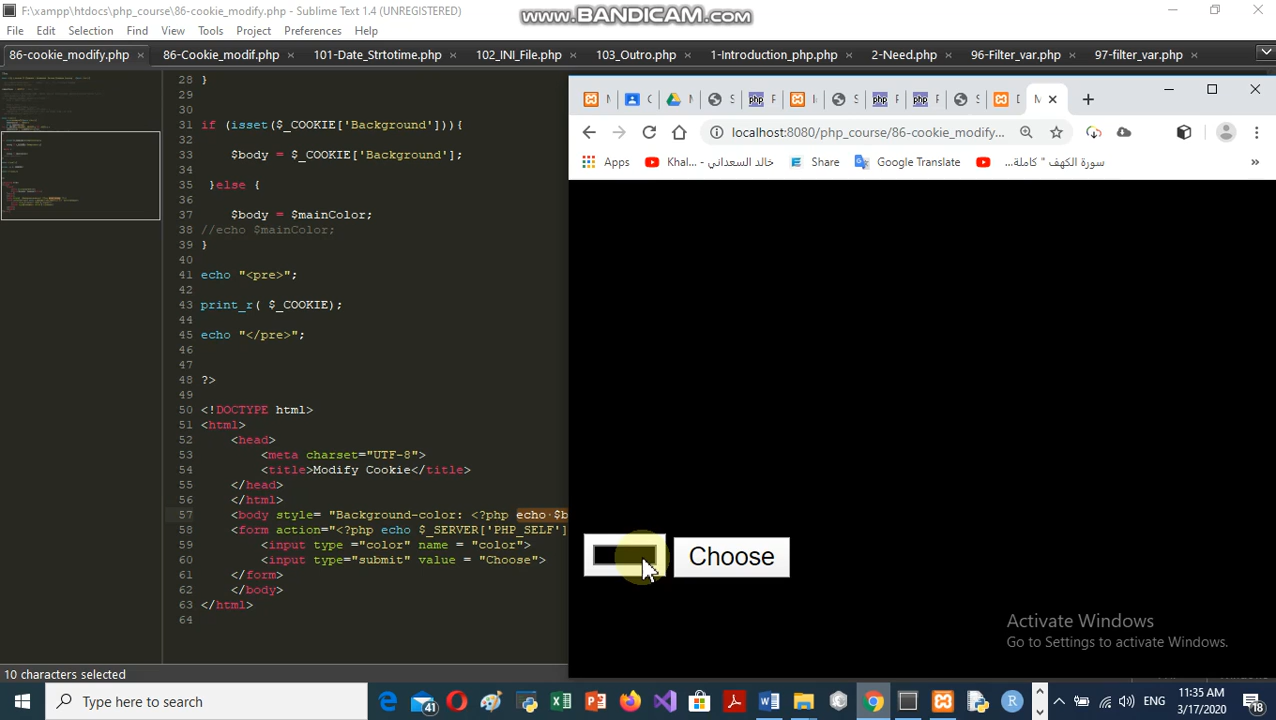 F:\xampp\htdocs\php_course\86-cookie_modify.php - Sublime Text 1.4 (UNREGISTERED)
www.BANDICAM.com
File Edit Selection Find View Tools Project Preferences Help
86-cookie_modify.php × 86-Cookie_modif.php × 101-Date_Strtotime.php × 102_INI_File.php × 103_Outro.php × 1-Introduction_php.php × 2-Need.php × 96-Filter_var.php × 97-filter_var.php ×
28 }
29
30
31 if (isset($_COOKIE['Background'])){
32
33 $body = $_COOKIE['Background'];
34
35 }else {
36
37 $body = $mainColor;
38 //echo $mainColor;
39 }
40
41 echo "<pre>";
42
43 print_r( $_COOKIE);
44
45 echo "</pre>";
46
47
48 ?>
49
50 <!DOCTYPE html>
51 <html>
52 <head>
53 <meta charset="UTF-8">
54 <title>Modify Cookie</title>
55 </head>
56 </html>
57 <body style= "Background-color: <?php echo $b
58 <form action="<?php echo $_SERVER['PHP_SELF']
59 <input type ="color" name = "color">
60 <input type="submit" value = "Choose">
61 </form>
62 </body>
63 </html>
64
10 characters selected
localhost:8080/php_course/86-cookie_modify...
Apps Khal... - خالد السعداني Share Google Translate سورة الكهف " كاملة... »
Choose
Activate Windows
Go to Settings to activate Windows.
Type here to search
41
ENG
11:35 AM
3/17/2020
18